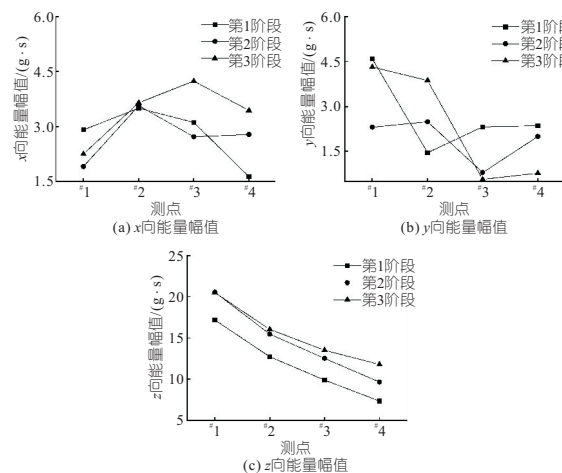 6.0
4.5
3.0
1.5
x向能量幅值/(g·s)
第1阶段
第2阶段
第3阶段
#1 #2 #3 #4
测点
(a) x向能量幅值
6.0
4.5
3.0
1.5
y向能量幅值/(g·s)
第1阶段
第2阶段
第3阶段
#1 #2 #3 #4
测点
(b) y向能量幅值
25
20
15
10
5
z向能量幅值/(g·s)
第1阶段
第2阶段
第3阶段
#1 #2 #3 #4
测点
(c) z向能量幅值